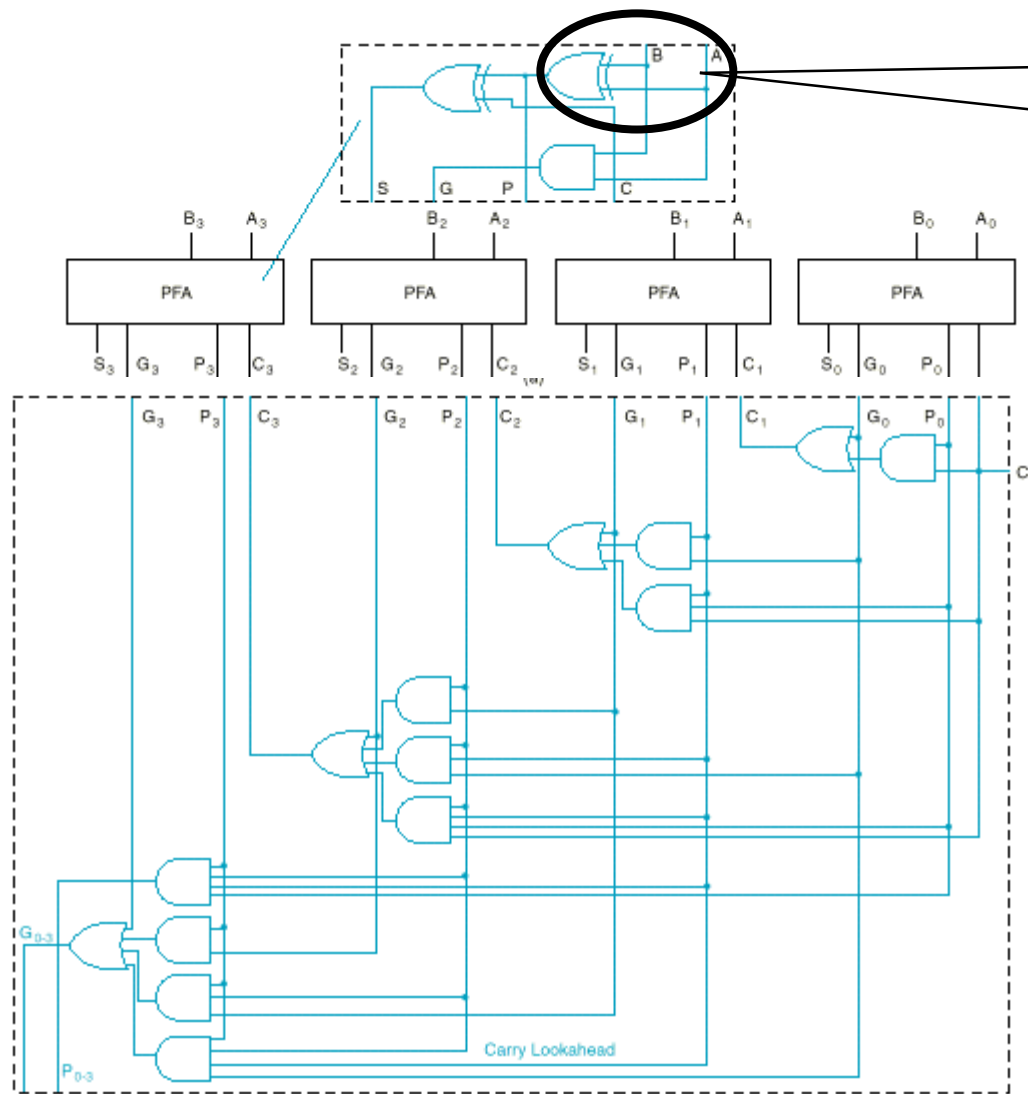 B A
S G P C
B3 A3 B2 A2 B1 A1 B0 A0
PFA PFA PFA PFA
S3 G3 P3 C3 S2 G2 P2 C2 S1 G1 P1 C1 S0 G0 P0
G3 P3 C3 G2 P2 C2 G1 P1 C1 G0 P0
C
G0-3
Carry Lookahead
P0-3